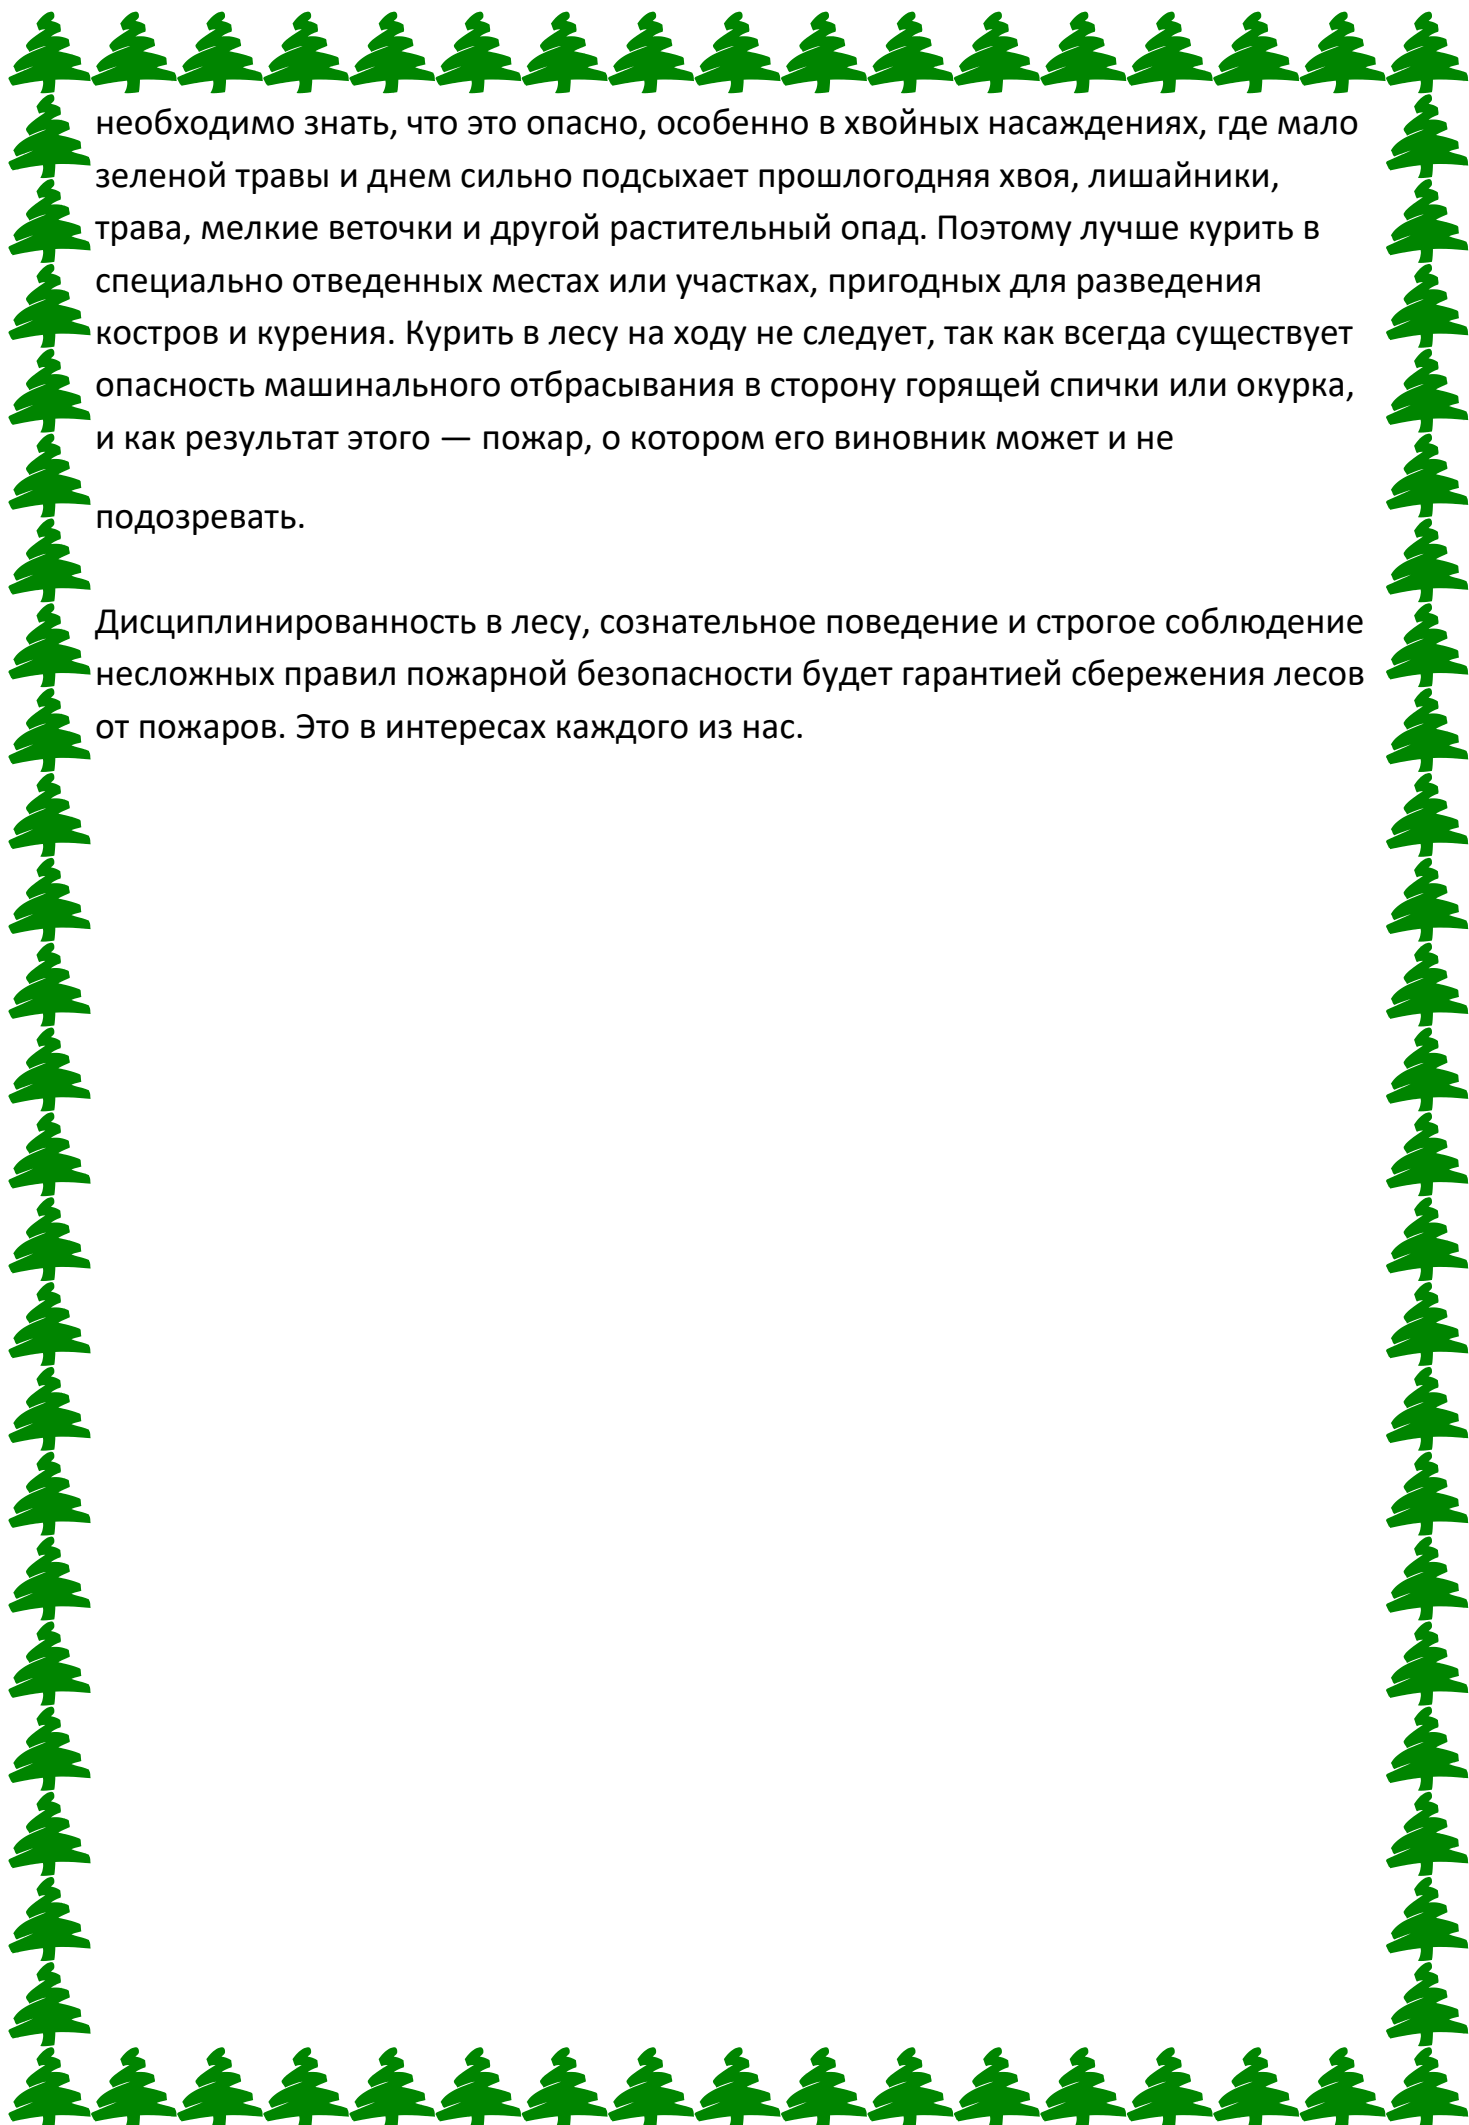 необходимо знать, что это опасно, особенно в хвойных насаждениях, где мало
зеленой травы и днем сильно подсыхает прошлогодняя хвоя, лишайники,
трава, мелкие веточки и другой растительный опад. Поэтому лучше курить в
специально отведенных местах или участках, пригодных для разведения
костров и курения. Курить в лесу на ходу не следует, так как всегда существует
опасность машинального отбрасывания в сторону горящей спички или окурка,
и как результат этого — пожар, о котором его виновник может и не
подозревать.
Дисциплинированность в лесу, сознательное поведение и строгое соблюдение
несложных правил пожарной безопасности будет гарантией сбережения лесов
от пожаров. Это в интересах каждого из нас.